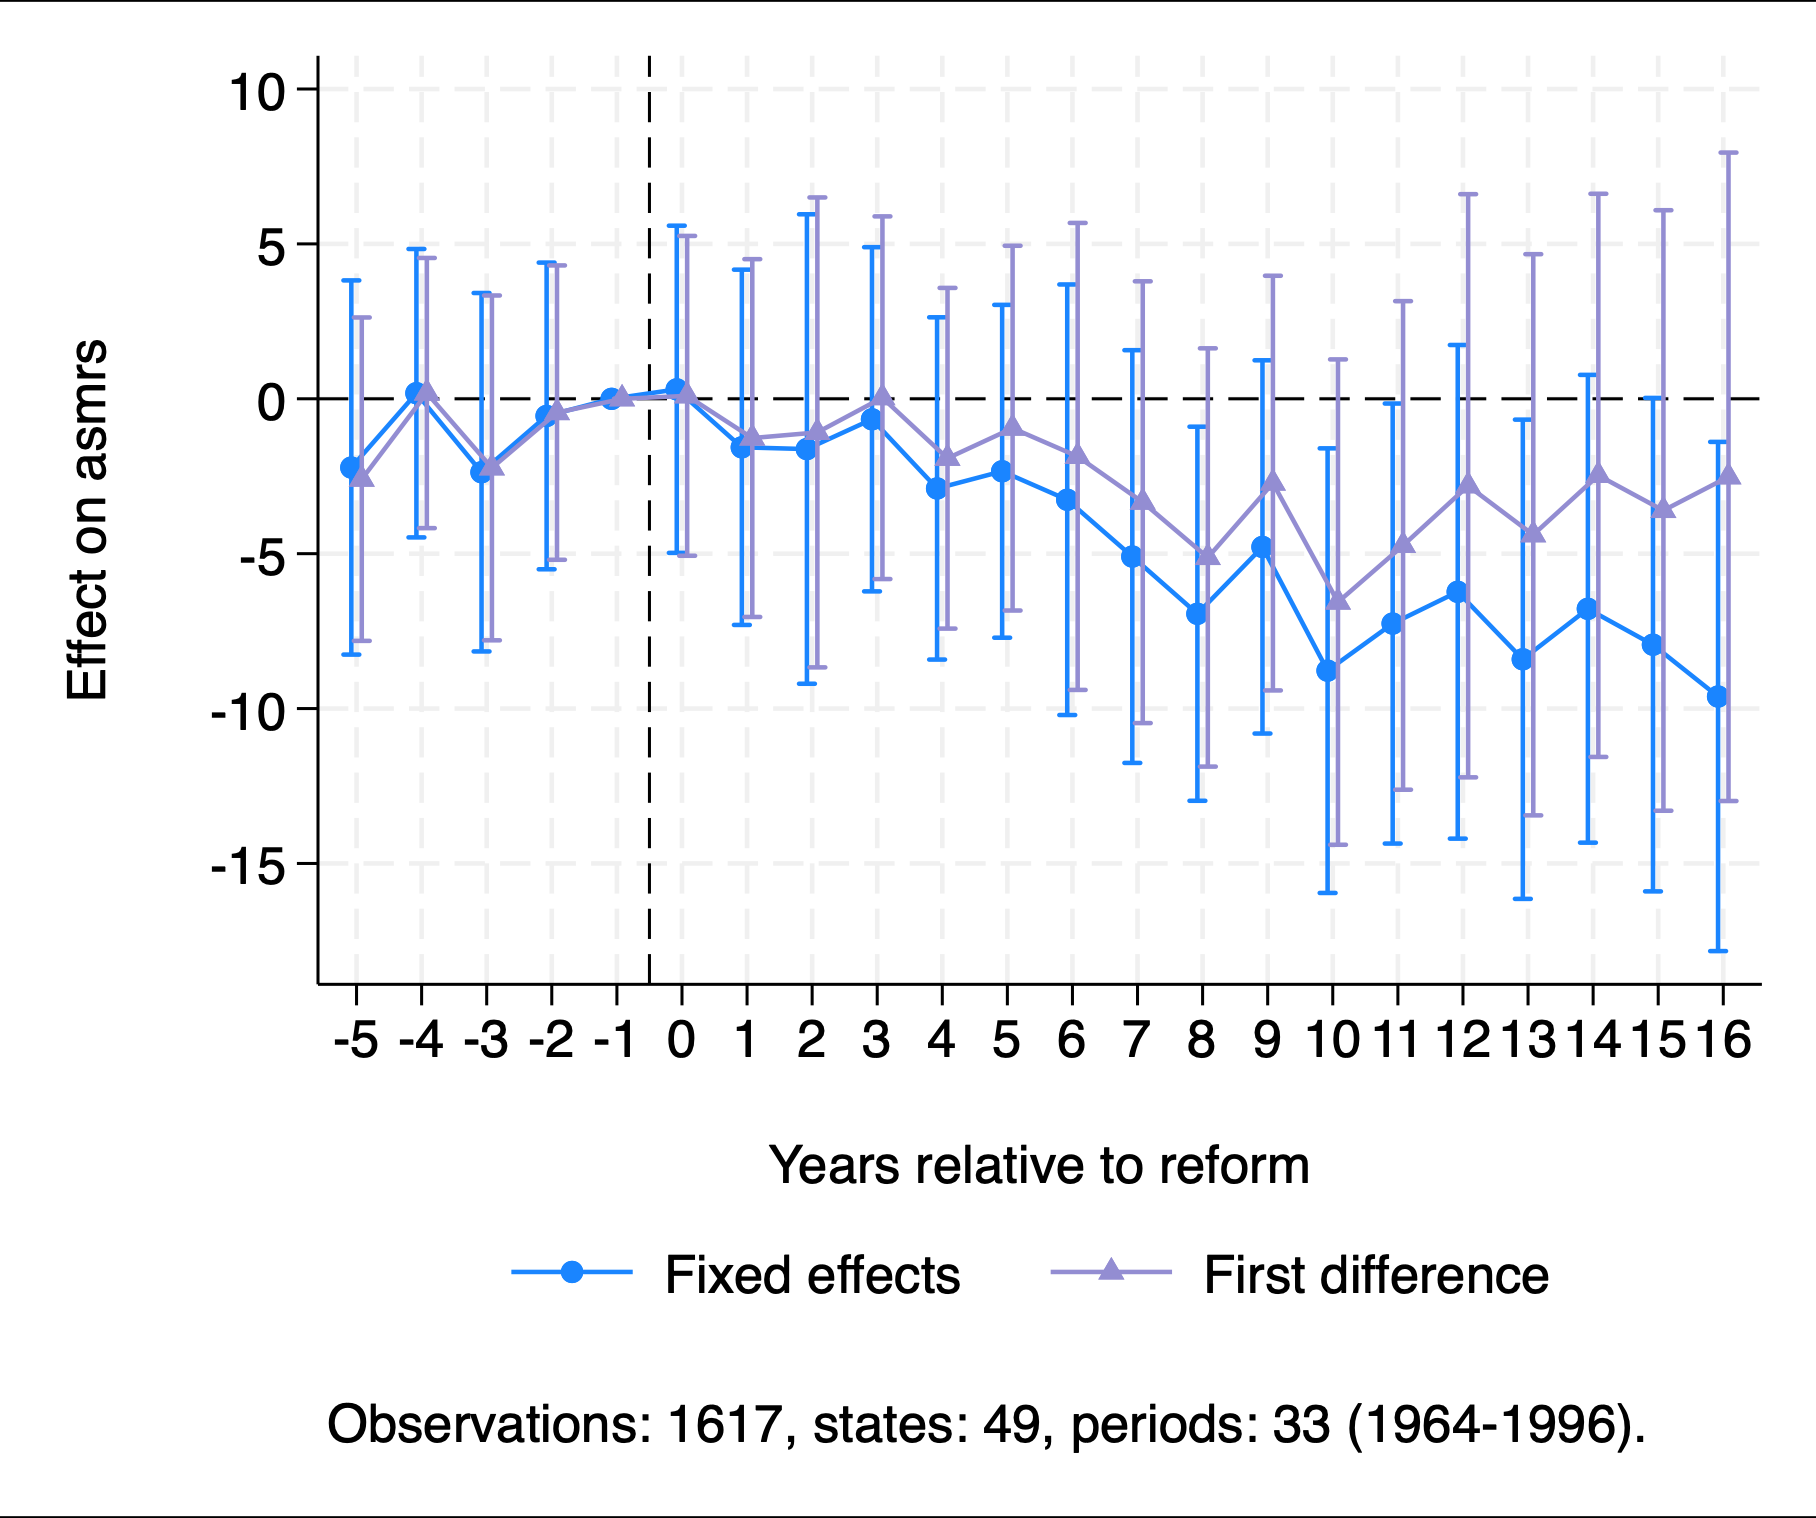 Effect on asmrs
10
5
0
-5
-10
-15
-5 -4 -3 -2 -1 0 1 2 3 4 5 6 7 8 9 10 11 12 13 14 15 16
Years relative to reform
Fixed effects First difference
Observations: 1617, states: 49, periods: 33 (1964-1996).